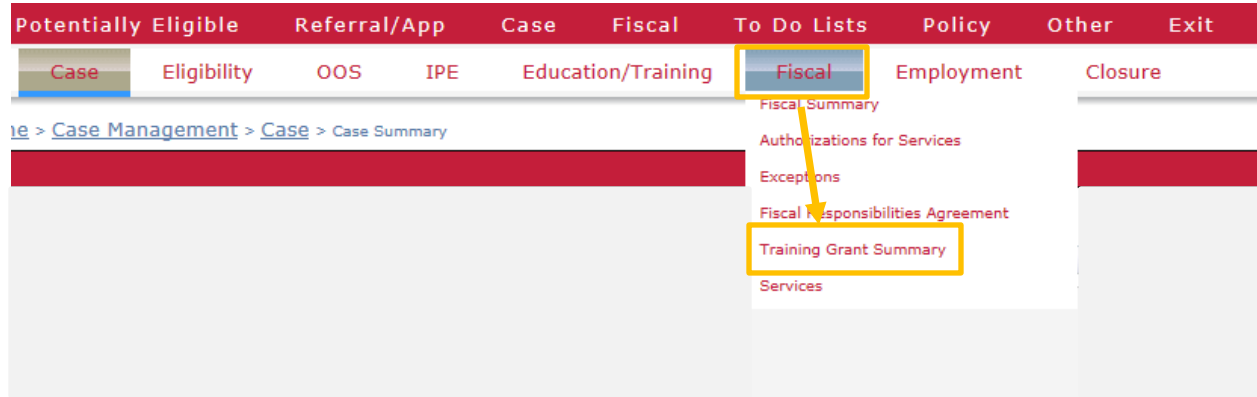 Potentially Eligible Referral/App Case Fiscal To Do Lists Policy Other Exit
Case Eligibility OOS IPE Education/Training Fiscal Employment Closure
Fiscal Summary
ne > Case Management > Case > Case Summary
Authorizations for Services
Exceptions
Fiscal Responsibilities Agreement
Training Grant Summary
Services